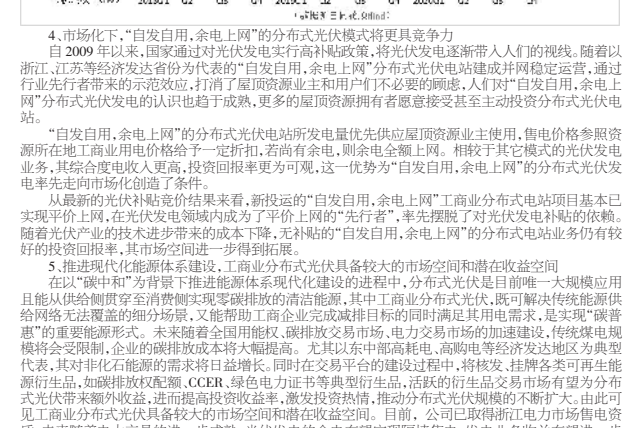 4、市场化下,“自发自用,余电上网”的分布式光伏模式将更具竞争力
自 2009 年以来,国家通过对光伏发电实行高补贴政策,将光伏发电逐渐带入人们的视线。随着以
浙江、江苏等经济发达省份为代表的“自发自用,余电上网”分布式光伏电站建成并网稳定运营,通过
行业先行者带来的示范效应,打消了屋顶资源业主和用户们不必要的顾虑,人们对“自发自用,余电上
网”分布式光伏发电的认识也趋于成熟,更多的屋顶资源拥有者愿意接受甚至主动投资分布式光伏电
站。
“自发自用,余电上网”的分布式光伏电站所发电量优先供应屋顶资源业主使用,售电价格参照资
源所在地工商业用电价格给予一定折扣,若尚有余电,则余电全额上网。相较于其它模式的光伏发电
业务,其综合度电收入更高,投资回报率更为可观,这一优势为“自发自用,余电上网”的分布式光伏发
电率先走向市场化创造了条件。
从最新的光伏补贴竞价结果来看,新投运的“自发自用,余电上网”工商业分布式电站项目基本已
实现平价上网,在光伏发电领域内成为了平价上网的“先行者”,率先摆脱了对光伏发电补贴的依赖。
随着光伏产业的技术进步带来的成本下降,无补贴的“自发自用,余电上网”的分布式电站业务仍有较
好的投资回报率,其市场空间进一步得到拓展。
5、推进现代化能源体系建设,工商业分布式光伏具备较大的市场空间和潜在收益空间
在以“碳中和”为背景下推进能源体系现代化建设的进程中,分布式光伏是目前唯一大规模应用
且能从供给侧贯穿至消费侧实现零碳排放的清洁能源,其中工商业分布式光伏,既可解决传统能源供
给网络无法覆盖的细分场景,又能帮助工商企业完成减排目标的同时满足其用电需求,是实现“碳普
惠”的重要能源形式。未来随着全国用能权、碳排放交易市场、电力交易市场的加速建设,传统煤电规
模将会受限制,企业的碳排放成本将大幅提高。尤其以东中部高耗电、高购电等经济发达地区为典型
代表,其对非化石能源的需求将日益增长。同时在交易平台的建设过程中,将核发、挂牌各类可再生能
源衍生品,如碳排放权配额、CCER、绿色电力证书等典型衍生品,活跃的衍生品交易市场有望为分布
式光伏带来额外收益,进而提高投资收益率,激发投资热情,推动分布式光伏规模的不断扩大。由此可
见工商业分布式光伏具备较大的市场空间和潜在收益空间。目前，公司已取得浙江电力市场售电资